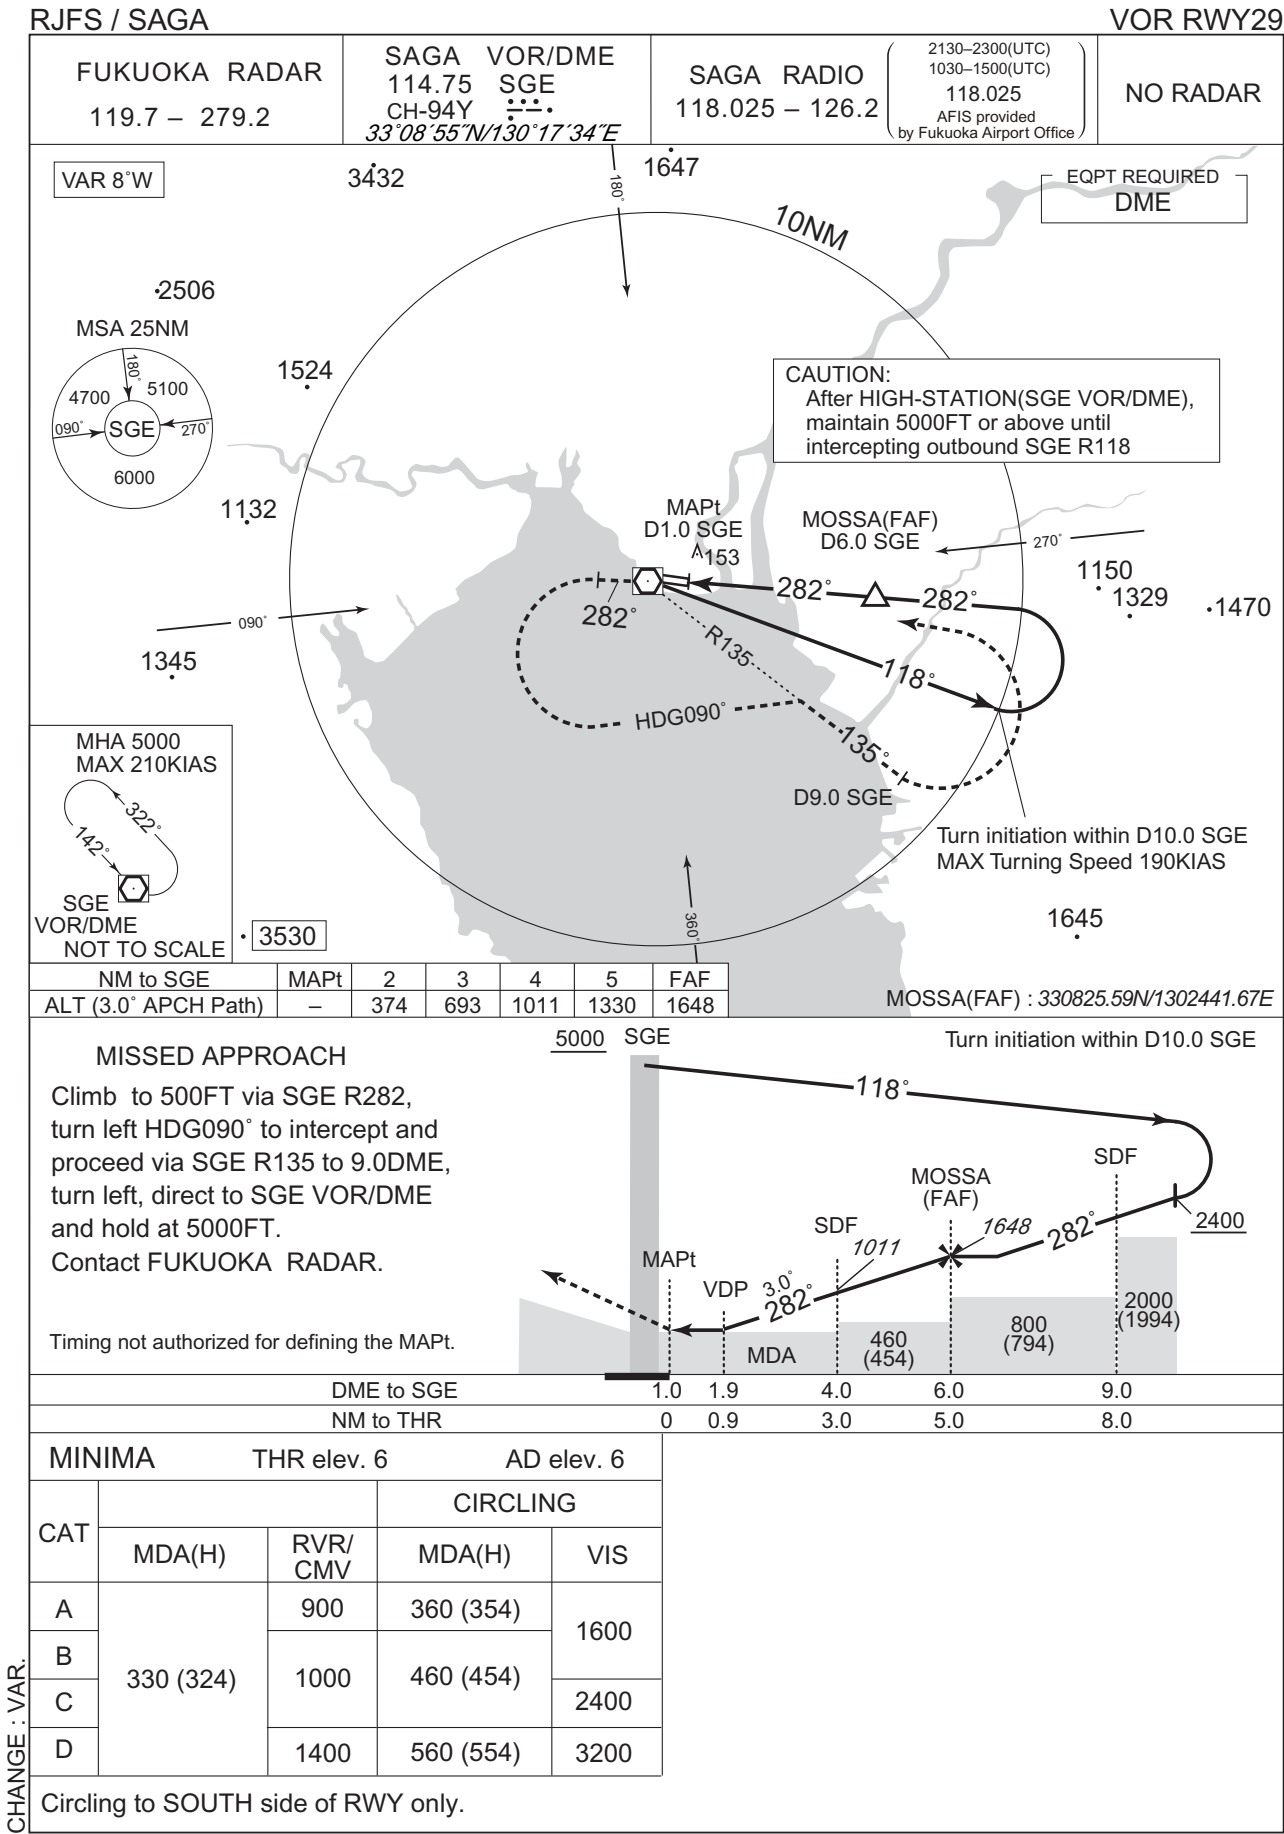 RJFS / SAGA
VOR RWY29
FUKUOKA RADAR
119.7 – 279.2
SAGA VOR/DME
114.75 SGE
CH-94Y
33°08´55˝N/130°17´34˝E
SAGA RADIO
118.025 – 126.2
2130–2300(UTC)
1030–1500(UTC)
118.025
AFIS provided
by Fukuoka Airport Office
NO RADAR
VAR 8°W
3432
180°
1647
EQPT REQUIRED
DME
10NM
2506
MSA 25NM
180°
4700
5100
090°
SGE
270°
6000
1524
CAUTION:
After HIGH-STATION(SGE VOR/DME),
maintain 5000FT or above until
intercepting outbound SGE R118
1132
MAPt
D1.0 SGE
153
MOSSA(FAF)
D6.0 SGE
270°
1150
1329
1470
282°
282°
282°
090°
R135
118°
1345
HDG090°
135°
D9.0 SGE
MHA 5000
MAX 210KIAS
322°
142°
SGE
VOR/DME
NOT TO SCALE
3530
Turn initiation within D10.0 SGE
MAX Turning Speed 190KIAS
360°
1645
NM to SGE MAPt 2 3 4 5 FAF
ALT (3.0° APCH Path) – 374 693 1011 1330 1648
MOSSA(FAF) : 330825.59N/1302441.67E
MISSED APPROACH
Climb to 500FT via SGE R282,
turn left HDG090° to intercept and
proceed via SGE R135 to 9.0DME,
turn left, direct to SGE VOR/DME
and hold at 5000FT.
Contact FUKUOKA RADAR.
Timing not authorized for defining the MAPt.
5000 SGE
Turn initiation within D10.0 SGE
118°
SDF
MOSSA
(FAF)
1648
282°
2400
SDF
1011
MAPt
VDP
3.0°
282°
MDA
460
(454)
800
(794)
2000
(1994)
DME to SGE 1.0 1.9 4.0 6.0 9.0
NM to THR 0 0.9 3.0 5.0 8.0
MINIMA THR elev. 6 AD elev. 6
CAT
CIRCLING
MDA(H)
RVR/
CMV
MDA(H)
VIS
A 900 360 (354)
1600
B
330 (324) 1000 460 (454)
C 2400
D 1400 560 (554) 3200
Circling to SOUTH side of RWY only.
CHANGE : VAR.